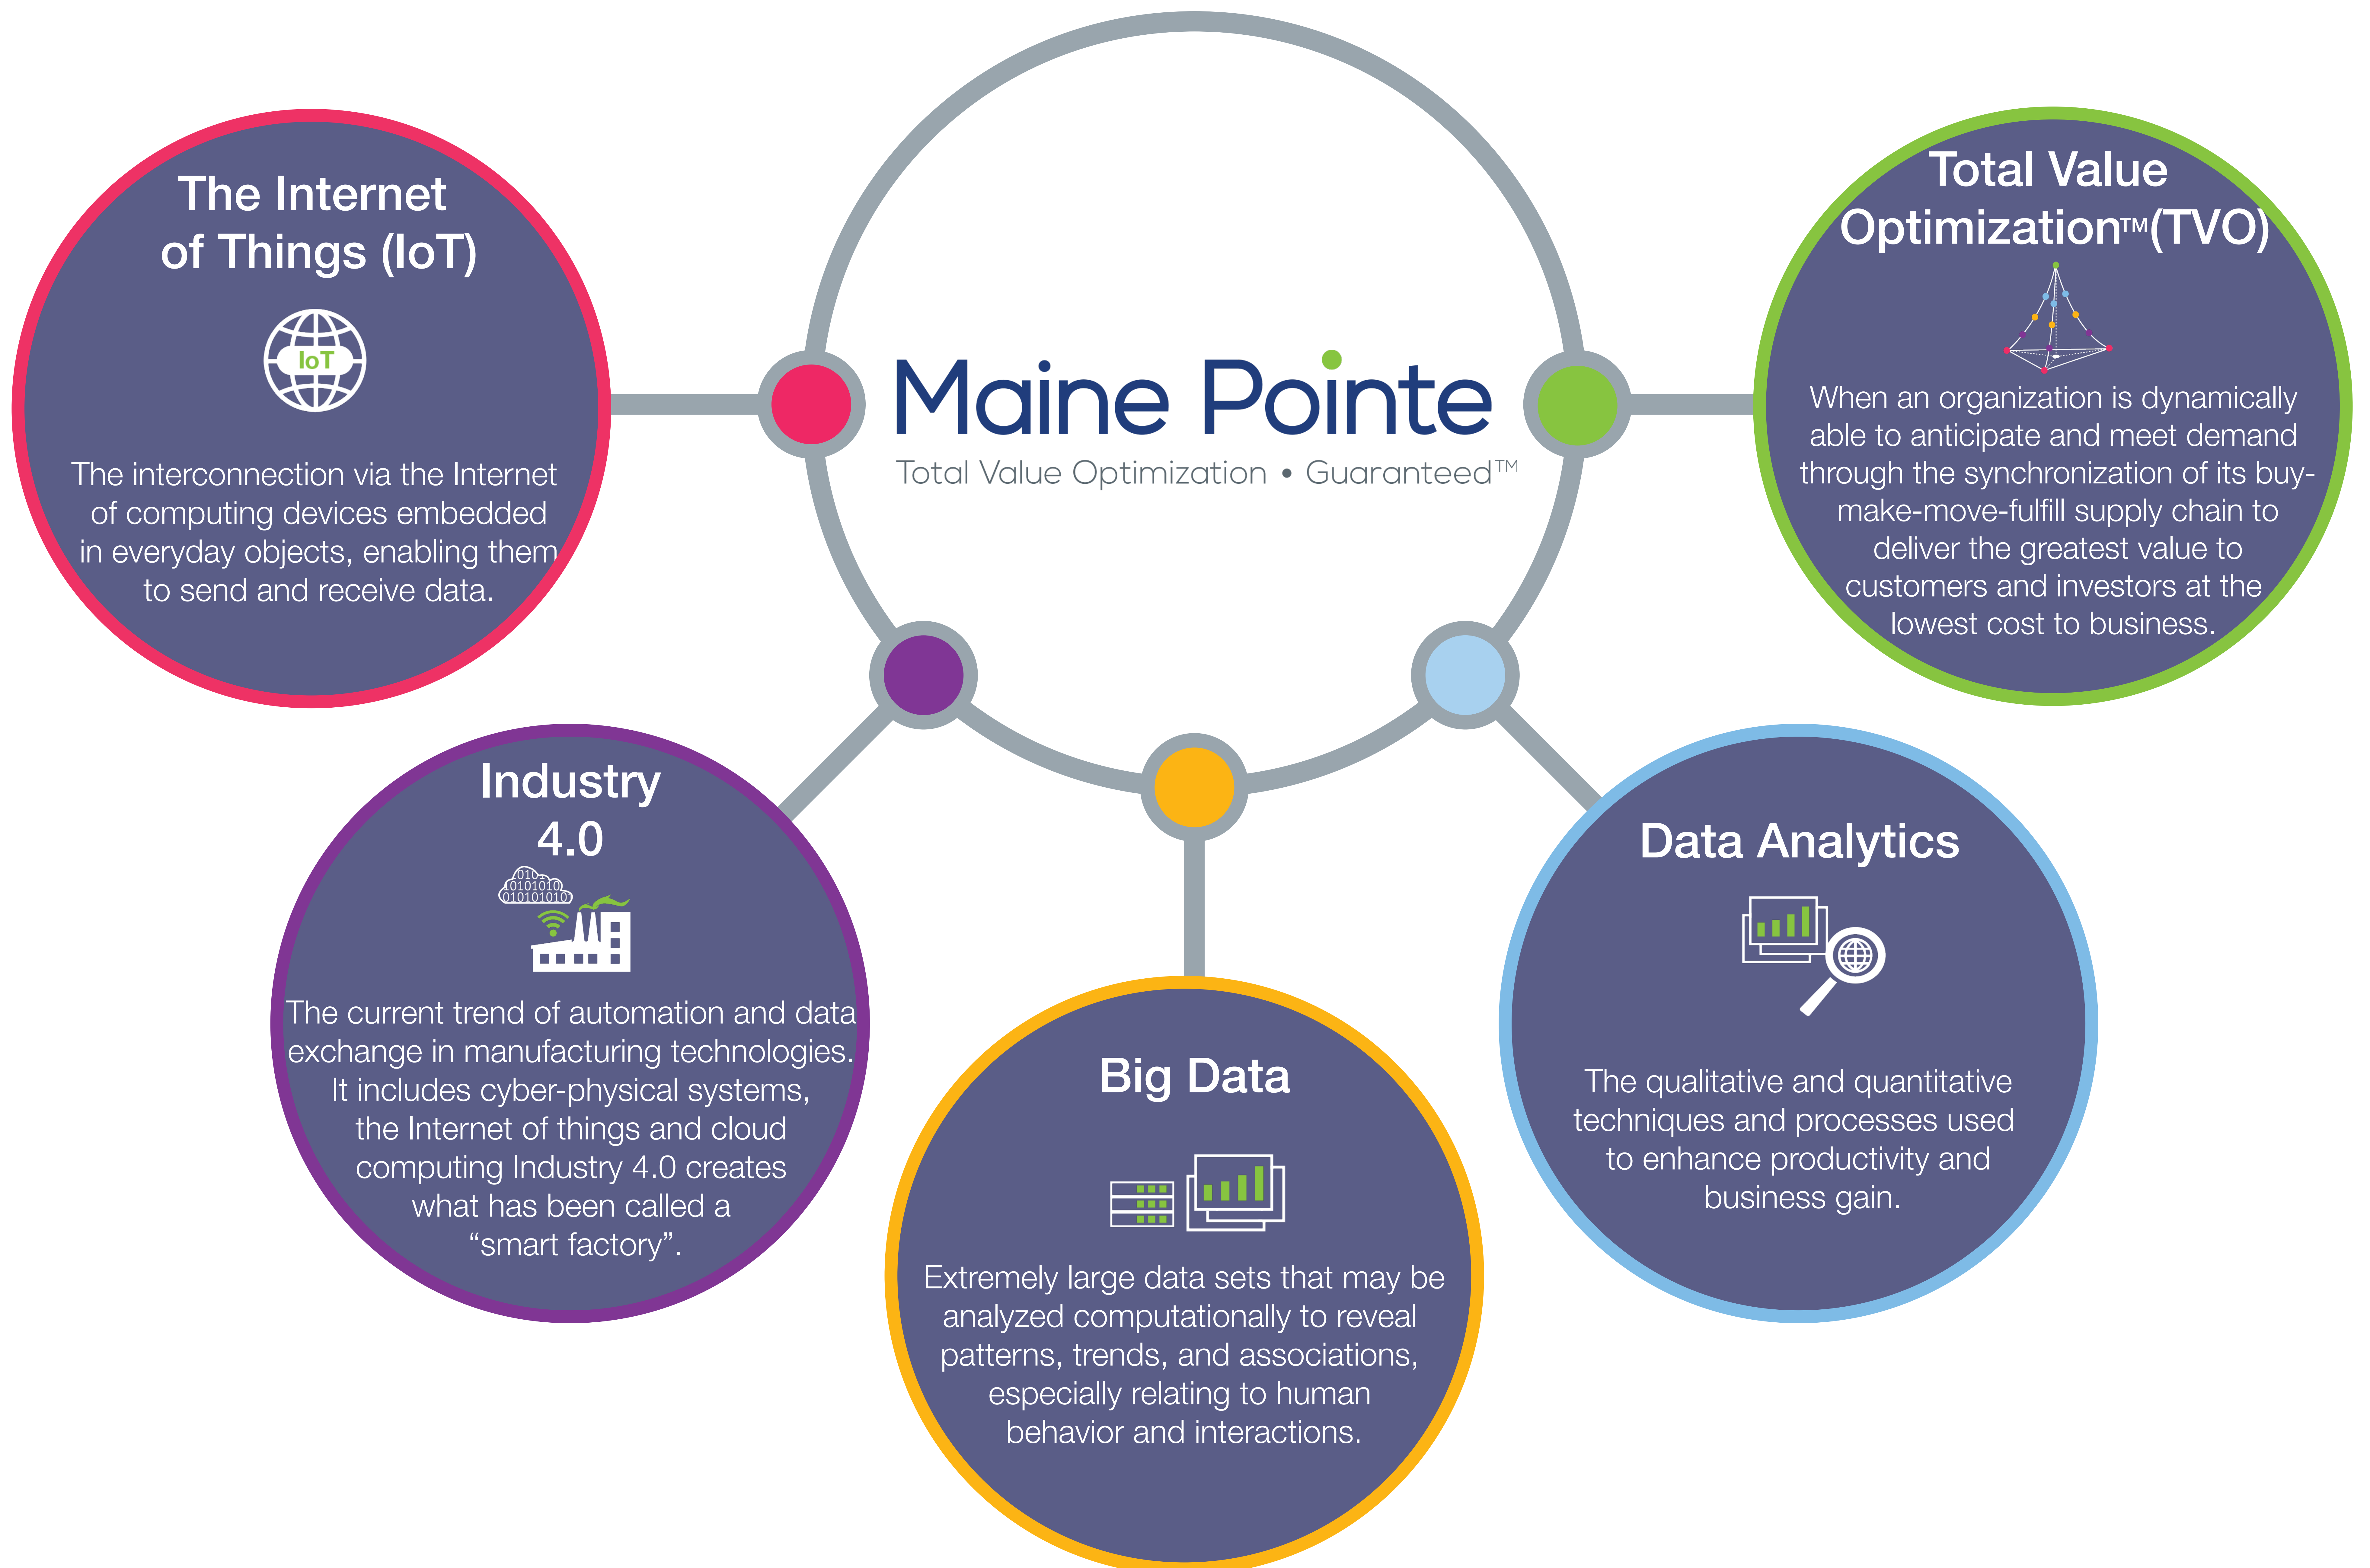 Maine Pointe
Total Value Optimization • Guaranteed™
The Internet
of Things (IoT)
IoT
The interconnection via the Internet
of computing devices embedded
in everyday objects, enabling them
to send and receive data.
Industry
4.0
0101
10101010
010101010
The current trend of automation and data
exchange in manufacturing technologies.
It includes cyber-physical systems,
the Internet of things and cloud
computing Industry 4.0 creates
what has been called a
“smart factory”.
Big Data
Extremely large data sets that may be
analyzed computationally to reveal
patterns, trends, and associations,
especially relating to human
behavior and interactions.
Data Analytics
The qualitative and quantitative
techniques and processes used
to enhance productivity and
business gain.
Total Value
Optimization™(TVO)
When an organization is dynamically
able to anticipate and meet demand
through the synchronization of its buy-
make-move-fulfill supply chain to
deliver the greatest value to
customers and investors at the
lowest cost to business.